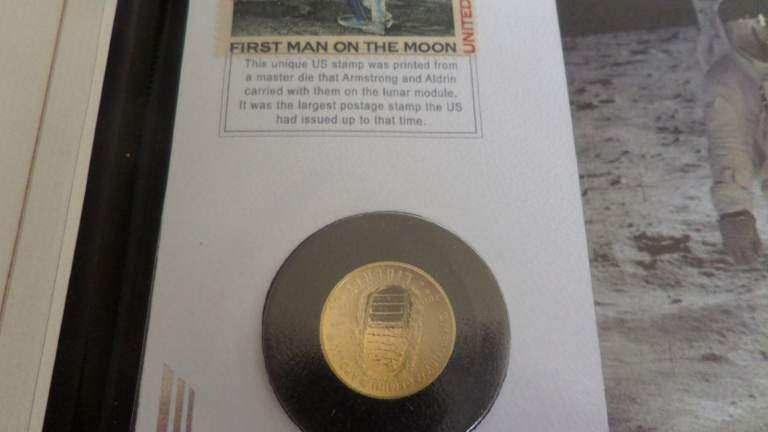 FIRST MAN ON THE MOON
UNITED
This unique US stamp was printed from
a master die that Armstrong and Aldrin
carried with them on the lunar module.
It was the largest postage stamp the US
had issued up to that time.
LIBERTY